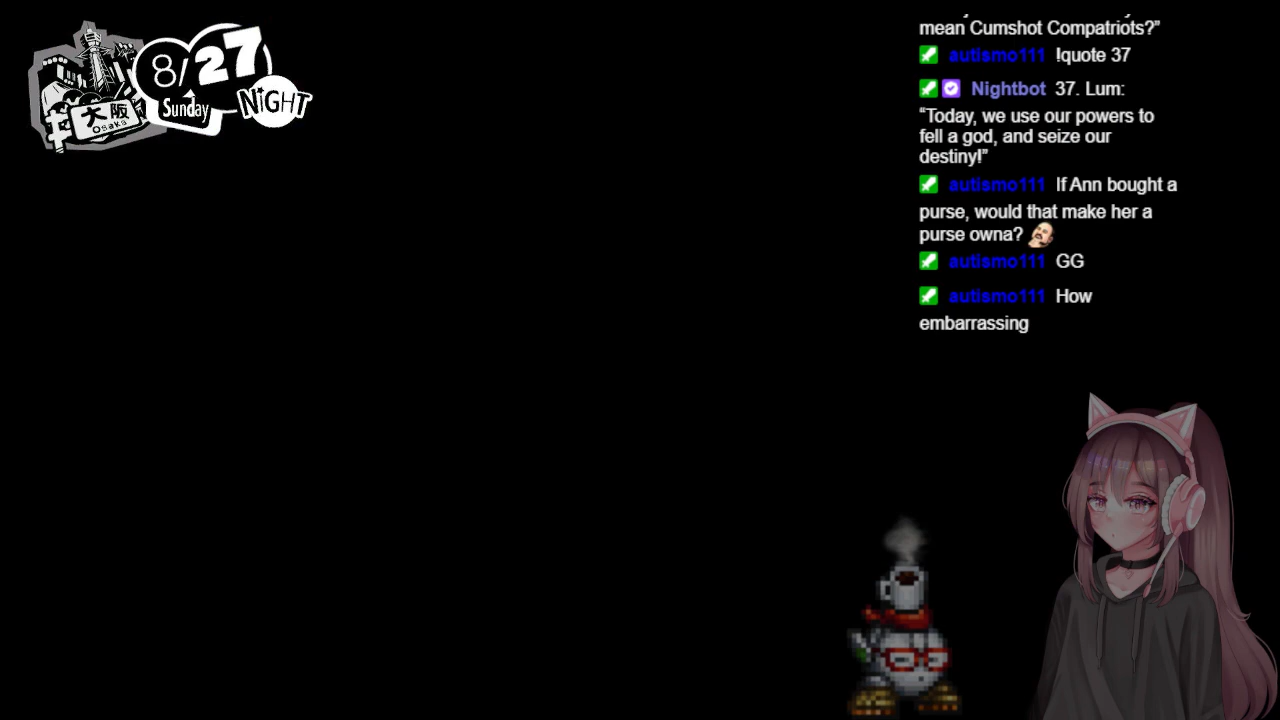 8/27
Sunday
NiGHT
大阪
Osaka
mean Cumshot Compatriots?”
autismo111 !quote 37
Nightbot 37. Lum:
“Today, we use our powers to
fell a god, and seize our
destiny!”
autismo111 If Ann bought a
purse, would that make her a
purse owna?
autismo111 GG
autismo111 How
embarrassing